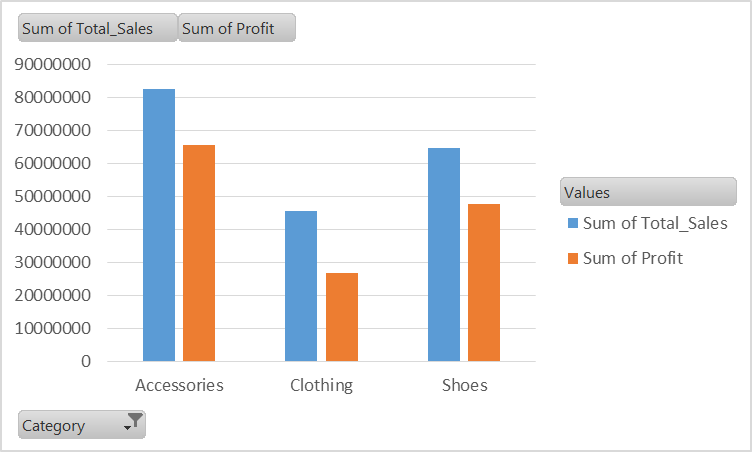 Sum of Total_Sales Sum of Profit
90000000
80000000
70000000
60000000
50000000
40000000
30000000
20000000
10000000
0
Accessories Clothing Shoes
Values
Sum of Total_Sales
Sum of Profit
Category